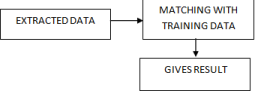 EXTRACTED DATA
MATCHING WITH
TRAINING DATA
GIVES RESULT